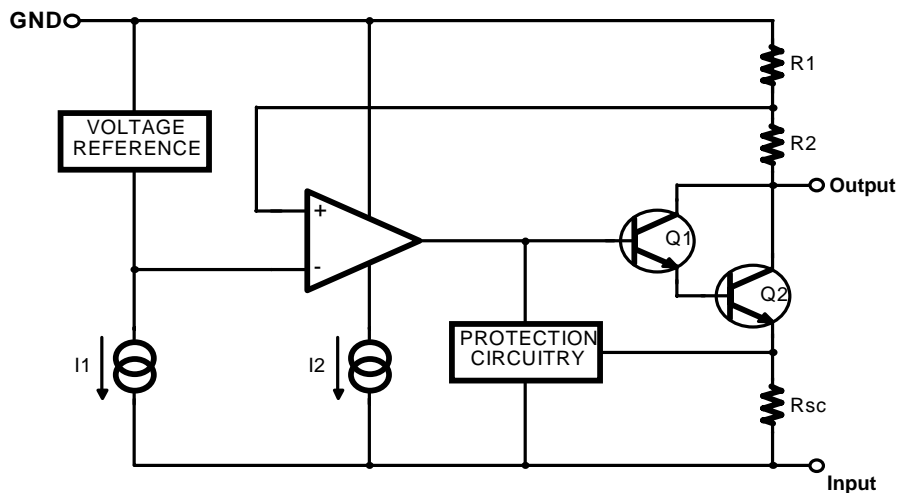 GND
R1
VOLTAGE
REFERENCE
R2
Output
+
Q1
-
Q2
PROTECTION
CIRCUITRY
I1
I2
Rsc
Input